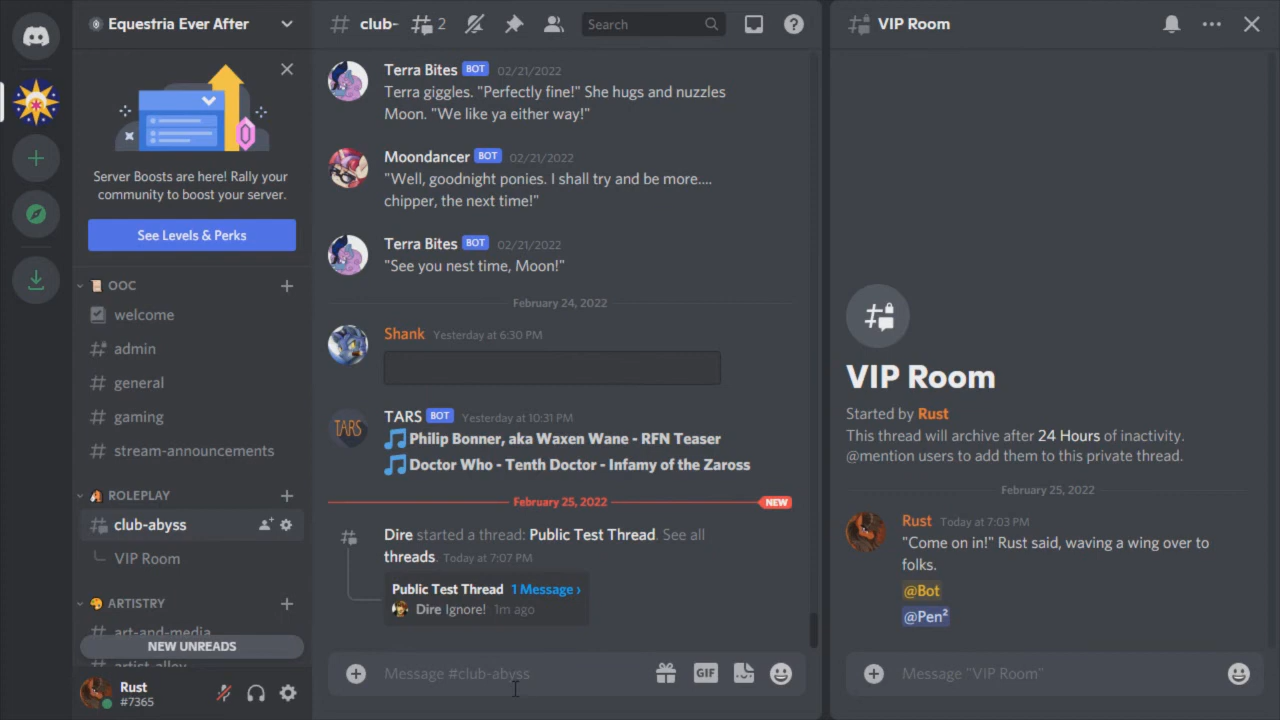 Equestria Ever After
Server Boosts are here! Rally your
community to boost your server.
See Levels & Perks
OOC
welcome
admin
general
gaming
stream-announcements
ROLEPLAY
club-abyss
VIP Room
ARTISTRY
art-and-media
NEW UNREADS
artist-alley
Rust
#7365
club-
2
Search
Terra Bites BOT 02/21/2022
Terra giggles. "Perfectly fine!" She hugs and nuzzles
Moon. "We like ya either way!"
Moondancer BOT 02/21/2022
"Well, goodnight ponies. I shall try and be more....
chipper, the next time!"
Terra Bites BOT 02/21/2022
"See you nest time, Moon!"
February 24, 2022
Shank Yesterday at 6:30 PM
TARS
TARS BOT Yesterday at 10:31 PM
Philip Bonner, aka Waxen Wane - RFN Teaser
Doctor Who - Tenth Doctor - Infamy of the Zaross
February 25, 2022 NEW
Dire started a thread: Public Test Thread. See all
threads. Today at 7:07 PM
Public Test Thread 1 Message ›
Dire Ignore! 1m ago
Message #club-abyss
GIF
VIP Room
VIP Room
Started by Rust
This thread will archive after 24 Hours of inactivity.
@mention users to add them to this private thread.
February 25, 2022
Rust Today at 7:03 PM
"Come on in!" Rust said, waving a wing over to
folks.
@Bot
@Pen²
Message "VIP Room"